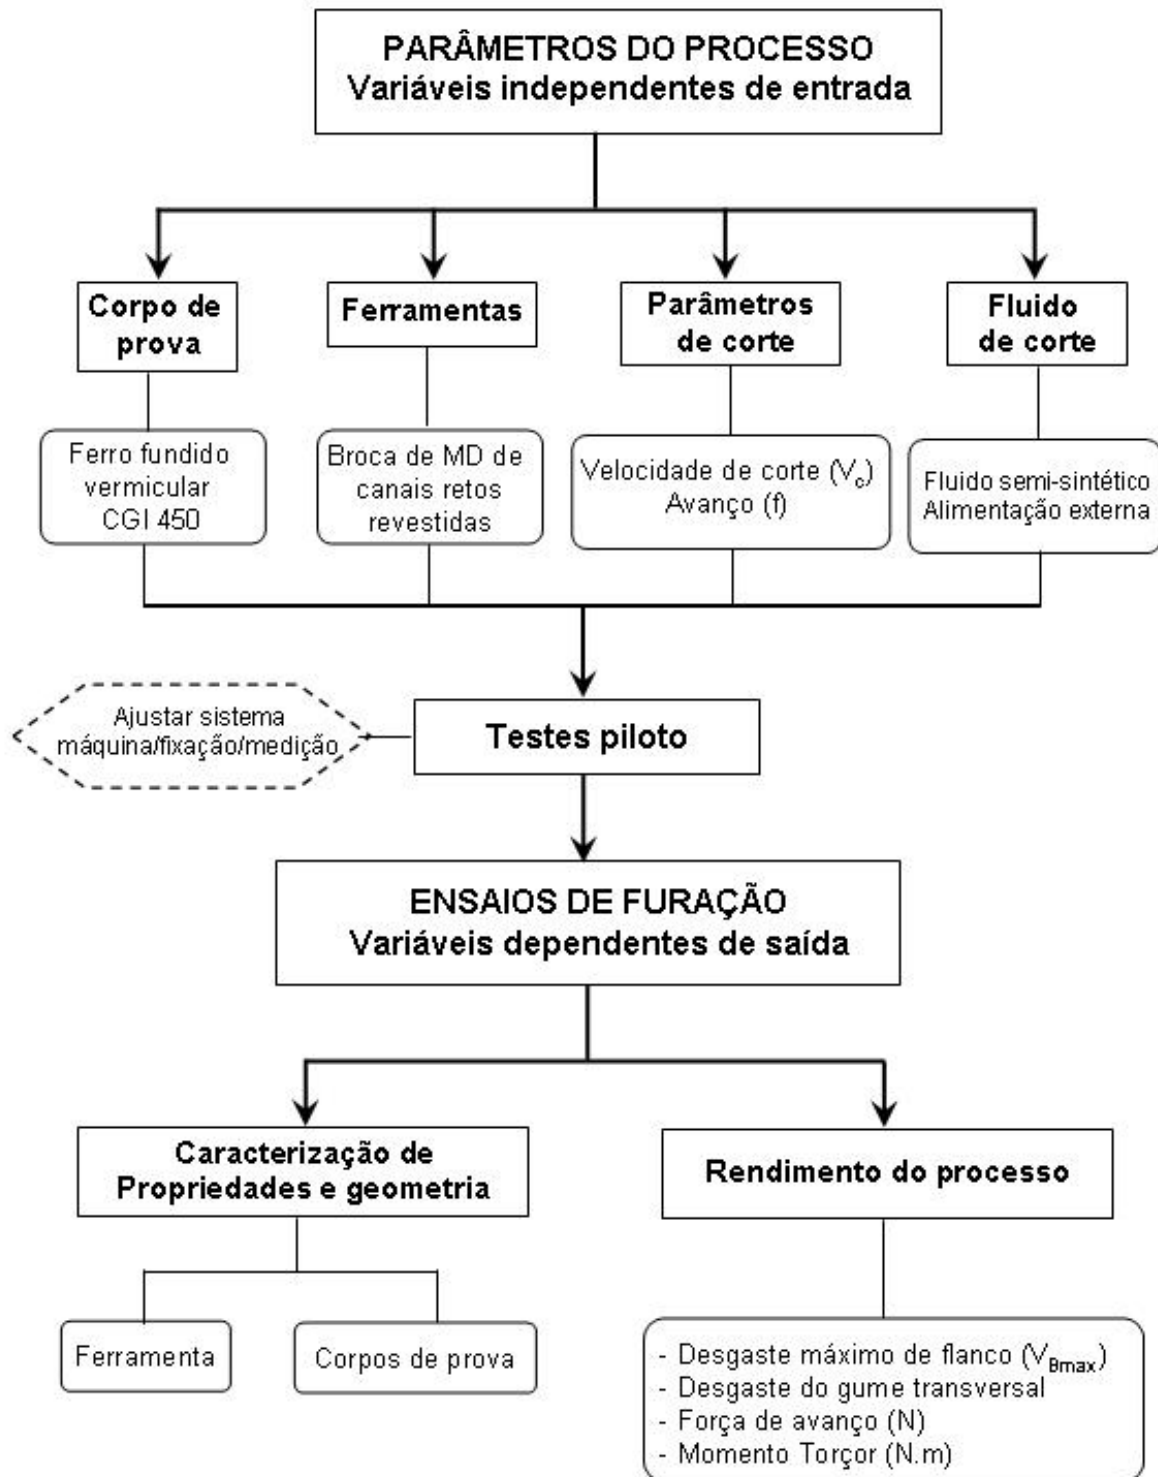 PARÂMETROS DO PROCESSO
Variáveis independentes de entrada
Corpo de
prova
Ferramentas
Parâmetros
de corte
Fluido
de corte
Ferro fundido
vermicular
CGI 450
Broca de MD de
canais retos
revestidas
Velocidade de corte (Vc)
Avanço (f)
Fluido semi-sintético
Alimentação externa
Ajustar sistema
máquina/fixação/medição
Testes piloto
ENSAIOS DE FURAÇÃO
Variáveis dependentes de saída
Caracterização de
Propriedades e geometria
Rendimento do processo
Ferramenta
Corpos de prova
- Desgaste máximo de flanco (VBmax)
- Desgaste do gume transversal
- Força de avanço (N)
- Momento Torçor (N.m)